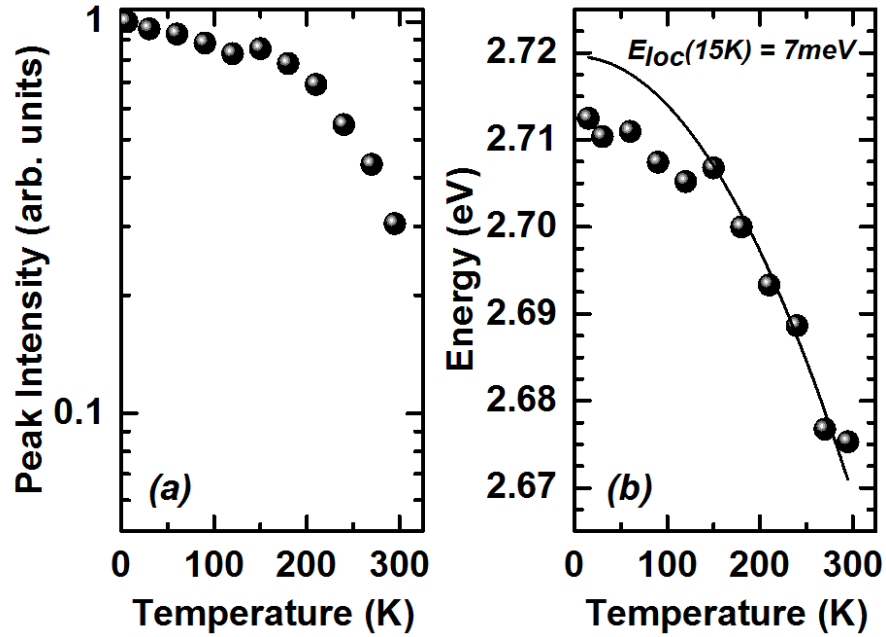 Peak Intensity (arb. units)
1
0.1
(a)
0 100 200 300
Temperature (K)
Energy (eV)
2.72
2.71
2.70
2.69
2.68
2.67
E_loc(15K) = 7meV
(b)
0 100 200 300
Temperature (K)